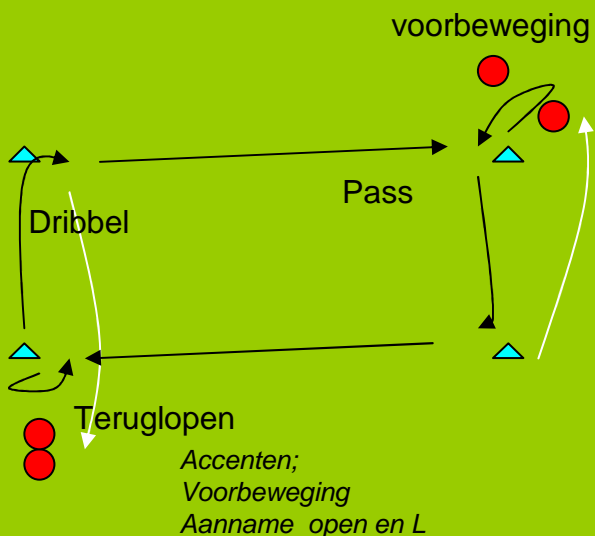 voorbeweging
Pass
Dribbel
Teruglopen
Accenten;
Voorbeweging
Aanname open en L